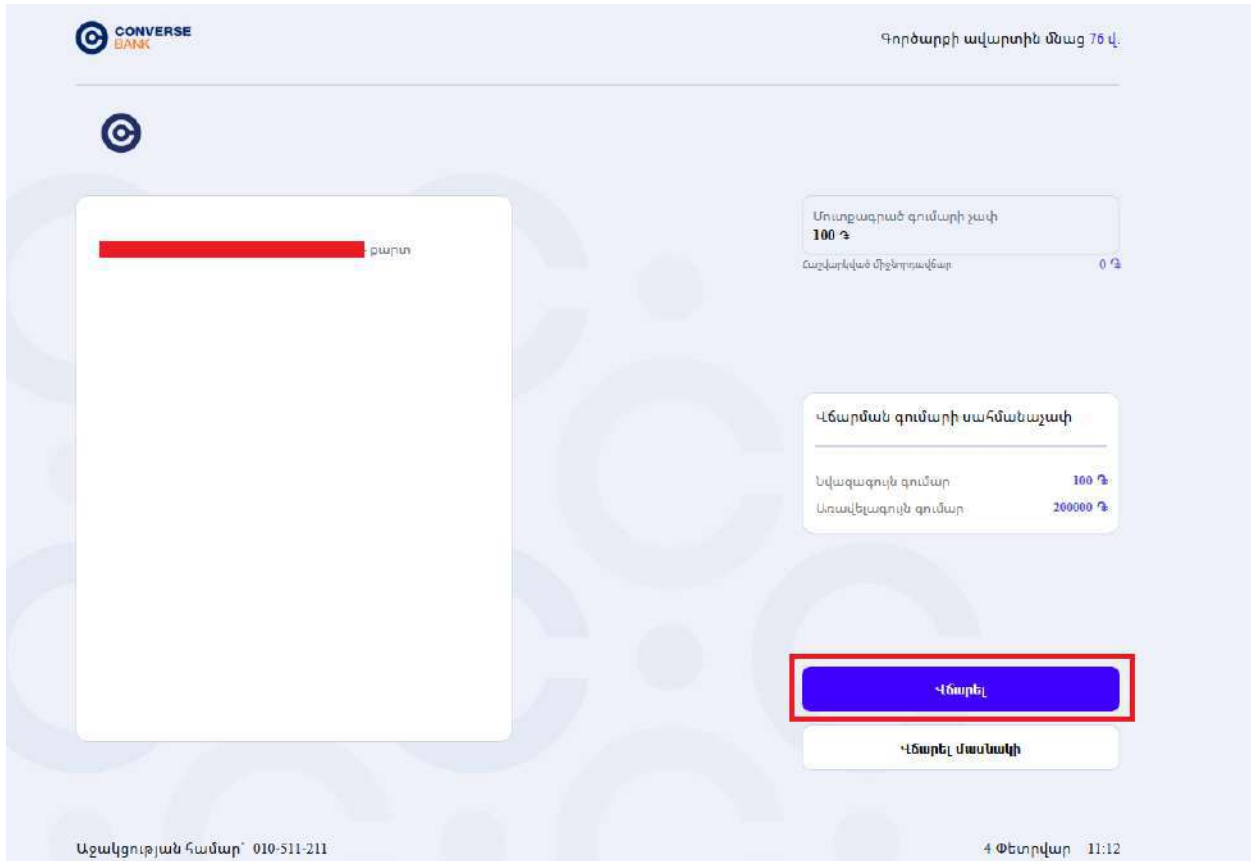 CONVERSE
BANK
Գործարքի ավարտին մնաց 76 վ.
- քարտ
Մուտքագրած գումարի չափ
100 ֏
Հաշվարկված միջնորդավճար 0 ֏
Վճարման գումարի սահմանաչափ
Նվազագույն գումար 100 ֏
Առավելագույն գումար 200000 ֏
Վճարել
Վճարել մասնակի
Աջակցության համար՝ 010-511-211
4 Փետրվար 11:12